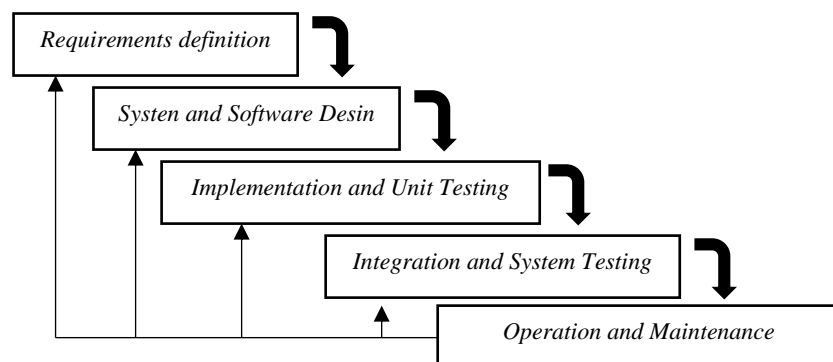 Requirements definition
Systen and Software Desin
Implementation and Unit Testing
Integration and System Testing
Operation and Maintenance